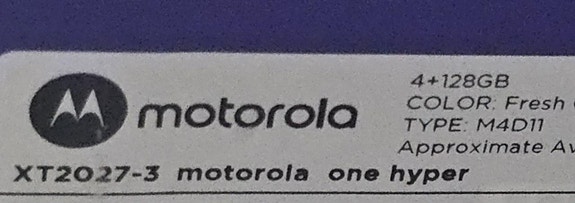 motorola
4+128GB
COLOR: Fresh
TYPE: M4D11
Approximate
XT2027-3 motorola one hyper